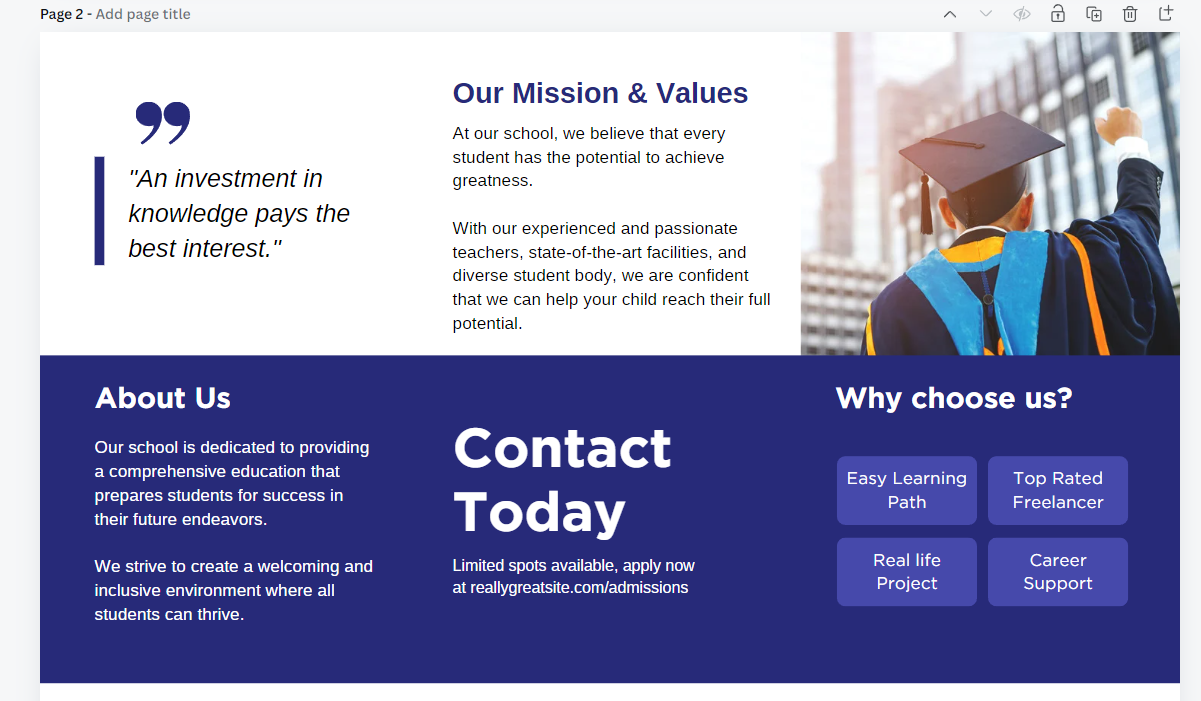 Page 2 - Add page title
"An investment in
knowledge pays the
best interest."
Our Mission & Values
At our school, we believe that every
student has the potential to achieve
greatness.
With our experienced and passionate
teachers, state-of-the-art facilities, and
diverse student body, we are confident
that we can help your child reach their full
potential.
About Us
Our school is dedicated to providing
a comprehensive education that
prepares students for success in
their future endeavors.
We strive to create a welcoming and
inclusive environment where all
students can thrive.
Contact
Today
Limited spots available, apply now
at reallygreatsite.com/admissions
Why choose us?
Easy Learning
Path
Top Rated
Freelancer
Real life
Project
Career
Support